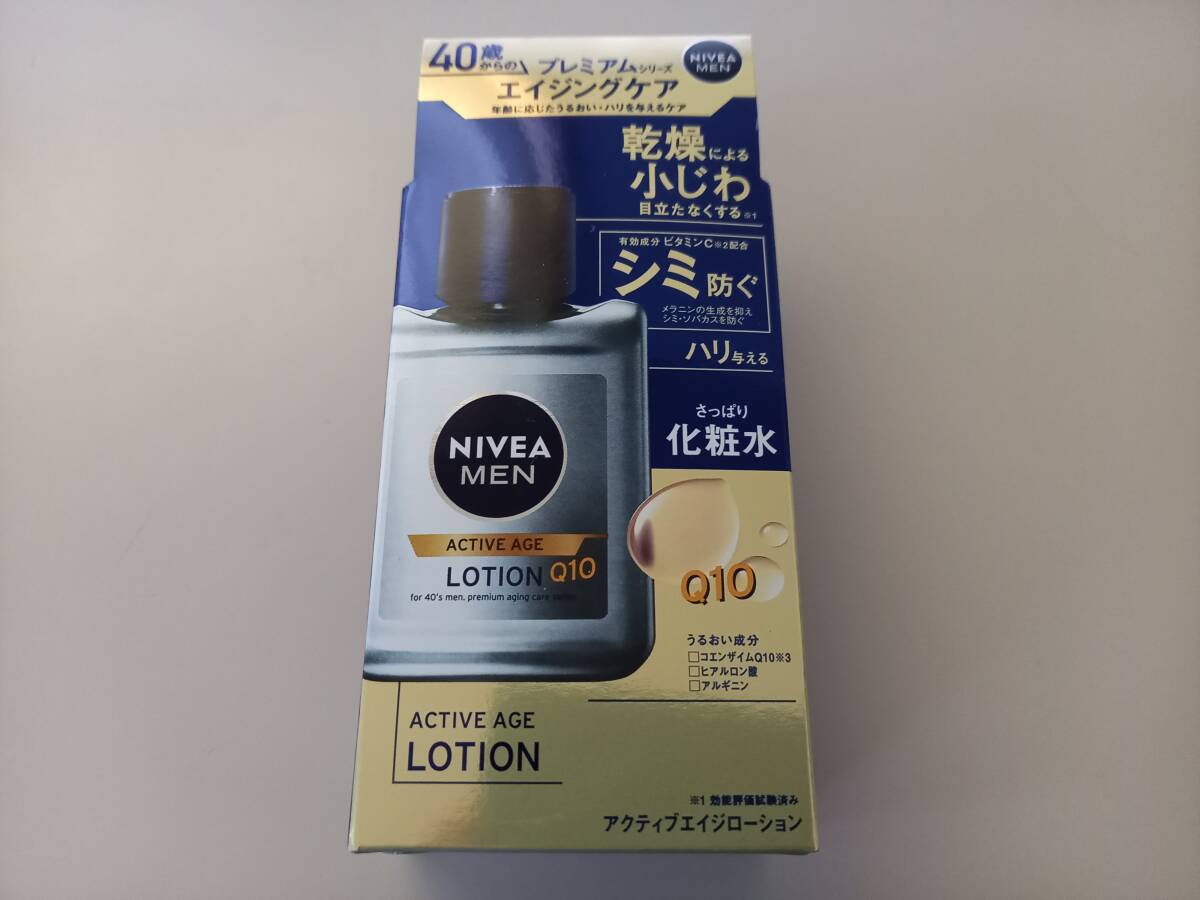 40歳からの プレミアムシリーズ
NIVEA
MEN
エイジングケア
年齢に応じたうるおい・ハリを与えるケア
乾燥による
小じわ
目立たなくする※1
有効成分 ビタミンC※2配合
シミ防ぐ
メラニンの生成を抑え
シミ・ソバカスを防ぐ
ハリ与える
さっぱり
化粧水
NIVEA
MEN
ACTIVE AGE
LOTION Q10
for 40's men. premium aging care series
Q10
うるおい成分
□コエンザイムQ10※3
□ヒアルロン酸
□アルギニン
ACTIVE AGE
LOTION
※1 効能評価試験済み
アクティブエイジローション